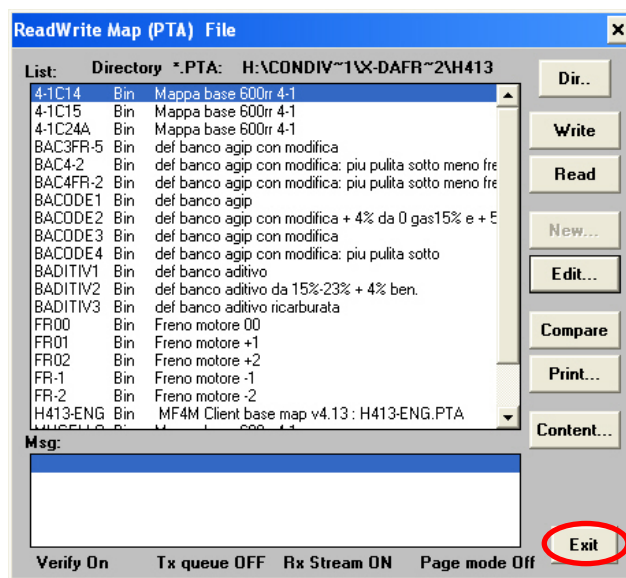 ReadWrite Map (PTA) File
List: Directory *.PTA: H:\CONDIV~1\X-DAFR~2\H413
Dir..
4-1C14 Bin Mappa base 600rr 4-1
4-1C15 Bin Mappa base 600rr 4-1
4-1C24A Bin Mappa base 600rr 4-1
BAC3FR-5 Bin def banco agip con modifica
BAC4-2 Bin def banco agip con modifica: piu pulita sotto meno fre
BAC4FR-2 Bin def banco agip con modifica: piu pulita sotto meno fre
BACODE1 Bin def banco agip
BACODE2 Bin def banco agip con modifica + 4% da 0 gas15% e + 5
BACODE3 Bin def banco agip con modifica
BACODE4 Bin def banco agip con modifica: piu pulita sotto
BADITIV1 Bin def banco aditivo
BADITIV2 Bin def banco aditivo da 15%-23% + 4% ben.
BADITIV3 Bin def banco aditivo ricarburata
FR00 Bin Freno motore 00
FR01 Bin Freno motore +1
FR02 Bin Freno motore +2
FR-1 Bin Freno motore -1
FR-2 Bin Freno motore -2
H413-ENG Bin MF4M Client base map v4.13 : H413-ENG.PTA
Write
Read
New...
Edit...
Compare
Print...
Content...
Msg:
Exit
Verify On Tx queue OFF Rx Stream ON Page mode Off